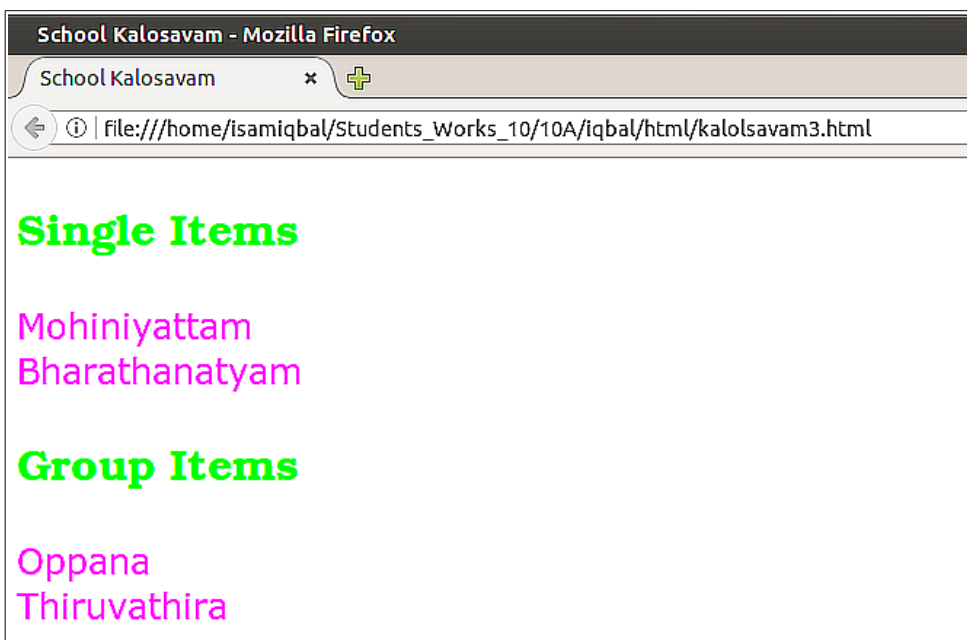 School Kalosavam - Mozilla Firefox
School Kalosavam
file:///home/isamiqbal/Students_Works_10/10A/iqbal/html/kalolsavam3.html
Single Items
Mohiniyattam
Bharathanatyam
Group Items
Oppana
Thiruvathira